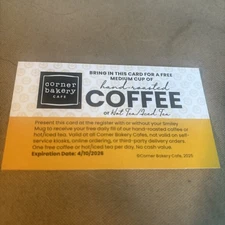 corner
bakery
CAFE
BRING IN THIS CARD FOR A FREE
MEDIUM CUP OF
hand-roasted
COFFEE
or Hot Tea/Iced Tea
Present this card at the register with or without your Smiley
Mug to receive your free daily fill of our hand-roasted coffee or
hot/iced tea. Valid at all Corner Bakery Cafes, not valid on self-
service kiosks, online ordering, or third-party delivery orders.
One free coffee or hot/iced tea per day. No cash value.
Expiration Date: 4/10/2026
©Corner Bakery Cafe, 2025